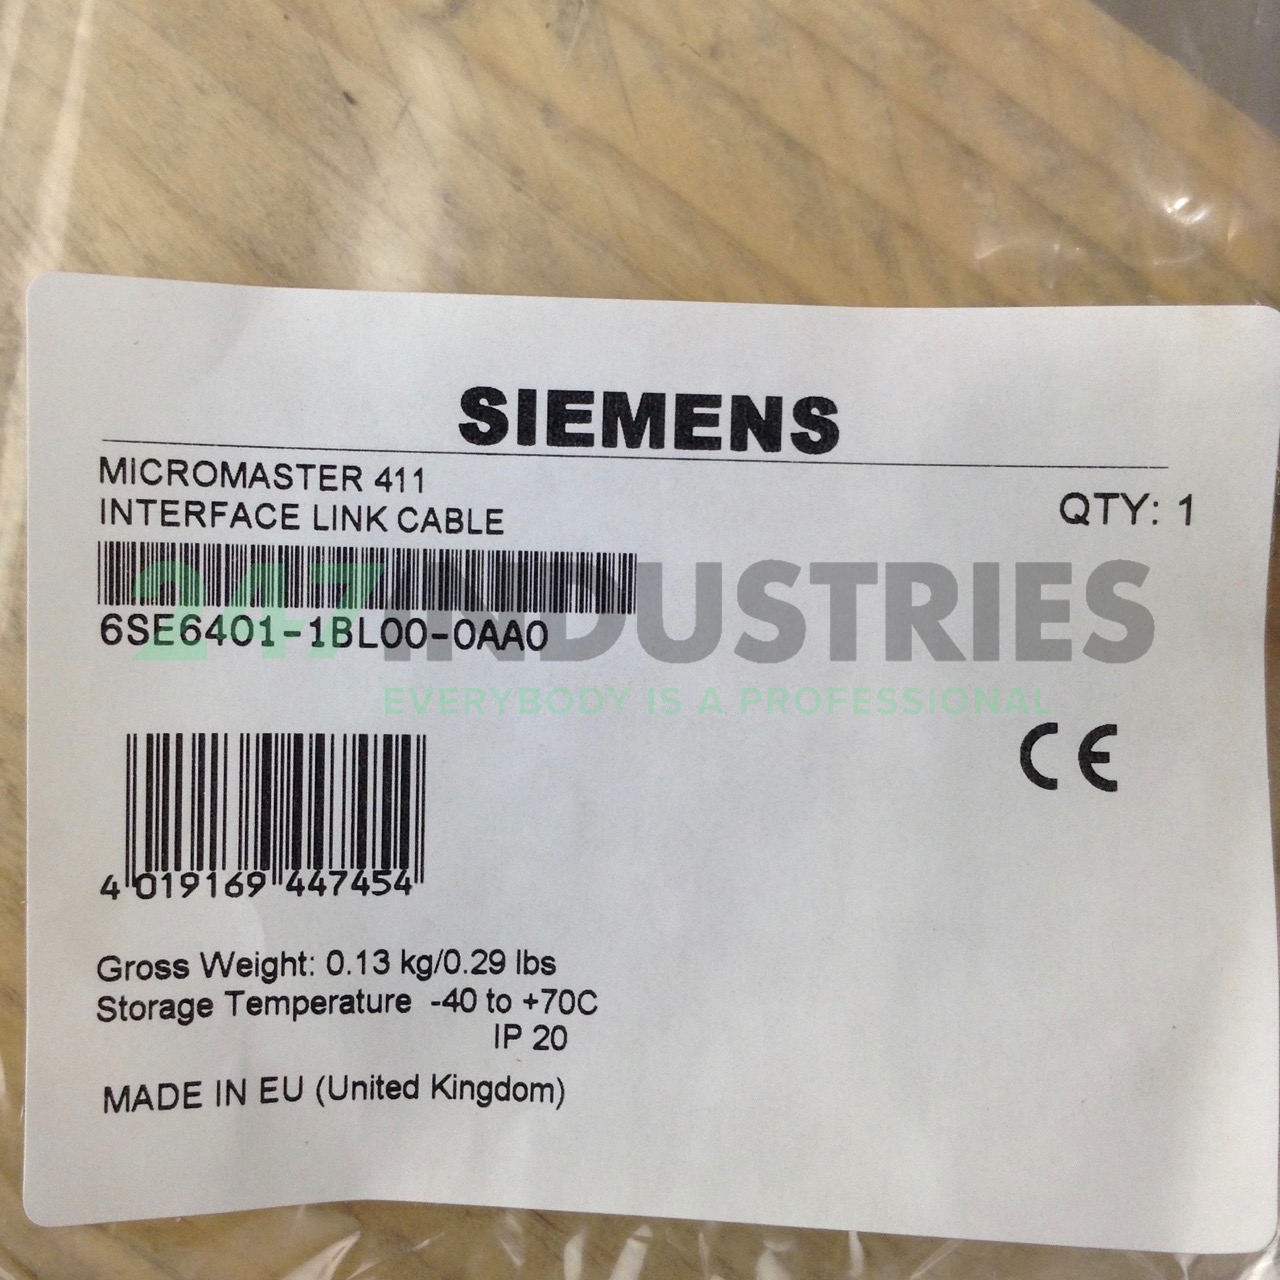 SIEMENS
MICROMASTER 411
INTERFACE LINK CABLE
QTY: 1
6SE6401-1BL00-0AA0
247INDUSTRIES
EVERYBODY IS A PROFESSIONAL
CE
4 019169 447454
Gross Weight: 0.13 kg/0.29 lbs
Storage Temperature -40 to +70C
IP 20
MADE IN EU (United Kingdom)